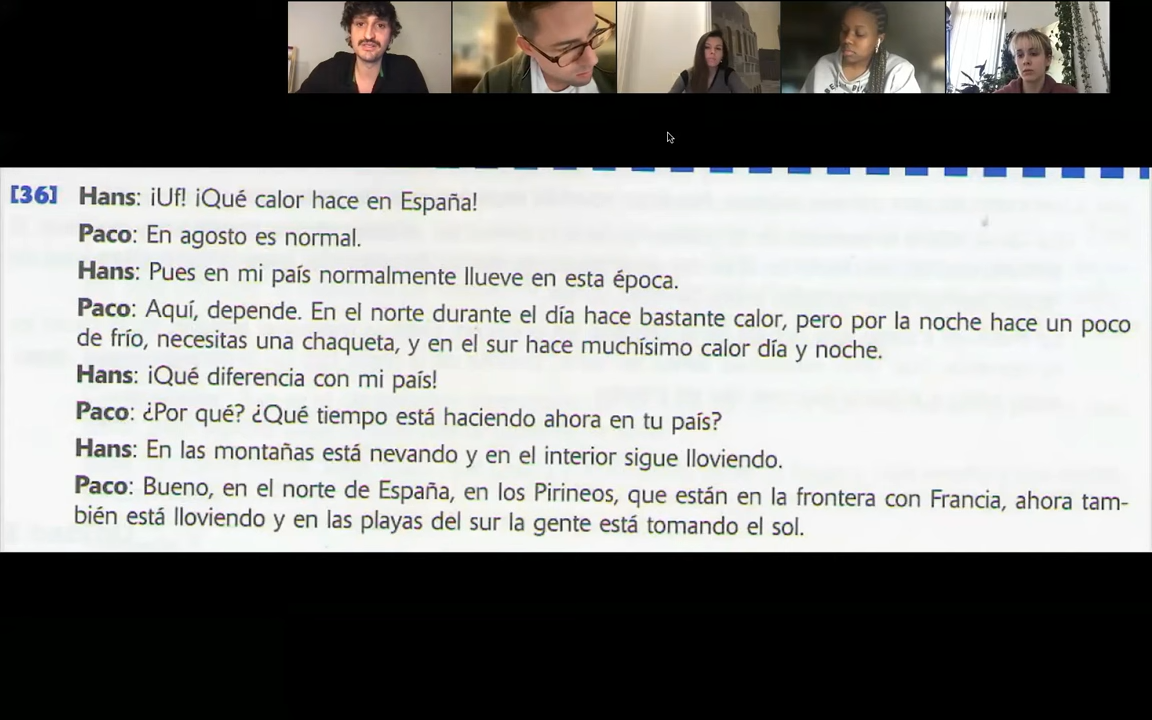 [36] Hans: ¡Uf! ¡Qué calor hace en España!
Paco: En agosto es normal.
Hans: Pues en mi país normalmente llueve en esta época.
Paco: Aquí, depende. En el norte durante el día hace bastante calor, pero por la noche hace un poco
de frío, necesitas una chaqueta, y en el sur hace muchísimo calor día y noche.
Hans: ¡Qué diferencia con mi país!
Paco: ¿Por qué? ¿Qué tiempo está haciendo ahora en tu país?
Hans: En las montañas está nevando y en el interior sigue lloviendo.
Paco: Bueno, en el norte de España, en los Pirineos, que están en la frontera con Francia, ahora tam-
bién está lloviendo y en las playas del sur la gente está tomando el sol.